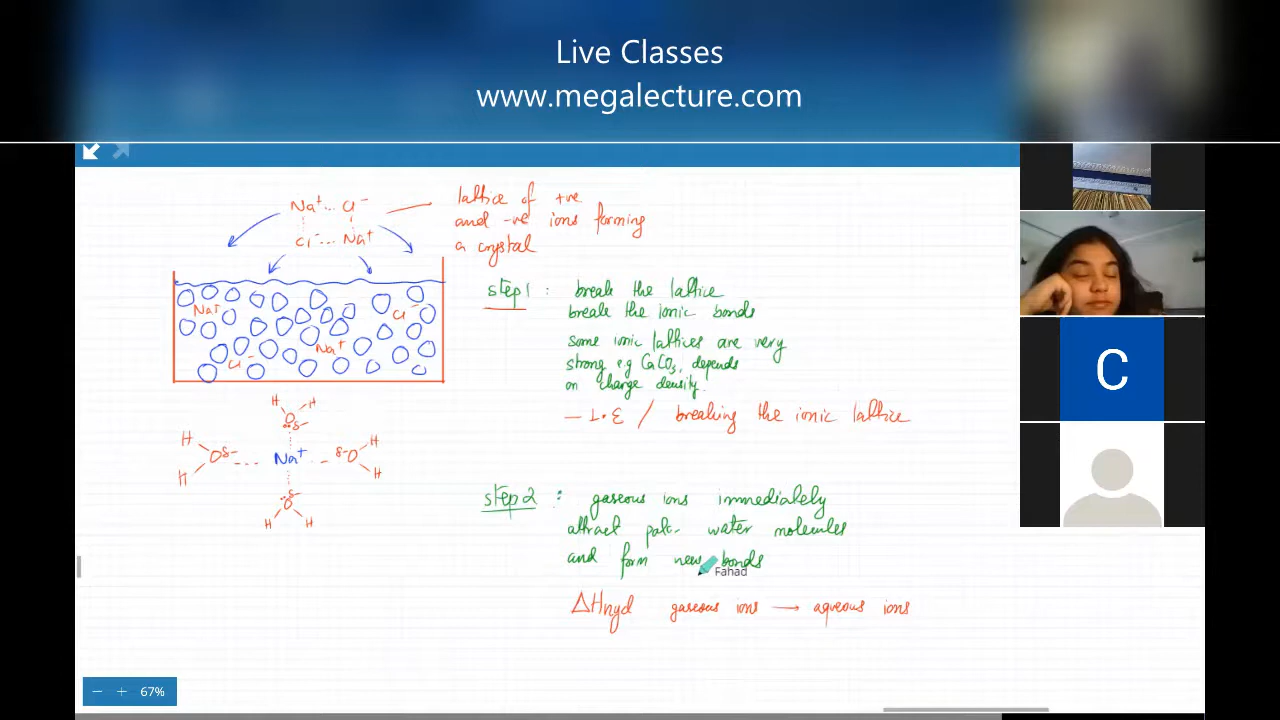 Live Classes
www.megalecture.com
Na⁺... Cl⁻
Cl⁻... Na⁺
lattice of +ve
and -ve ions forming
a crystal
Na⁺
Cl⁻
Na⁺
Cl⁻
step 1 : break the lattice
break the ionic bonds
some ionic lattices are very
strong e.g CaCO₃, depends
on charge density.
– L.E / breaking the ionic lattice
H H
O
δ-
H
Oδ-
H
Na⁺
δ-O
H
H
δ-
O
H H
step 2 : gaseous ions immediately
attract water molecules
and form new bonds
Fahad
ΔHhyd gaseous ions → aqueous ions
C
− + 67%